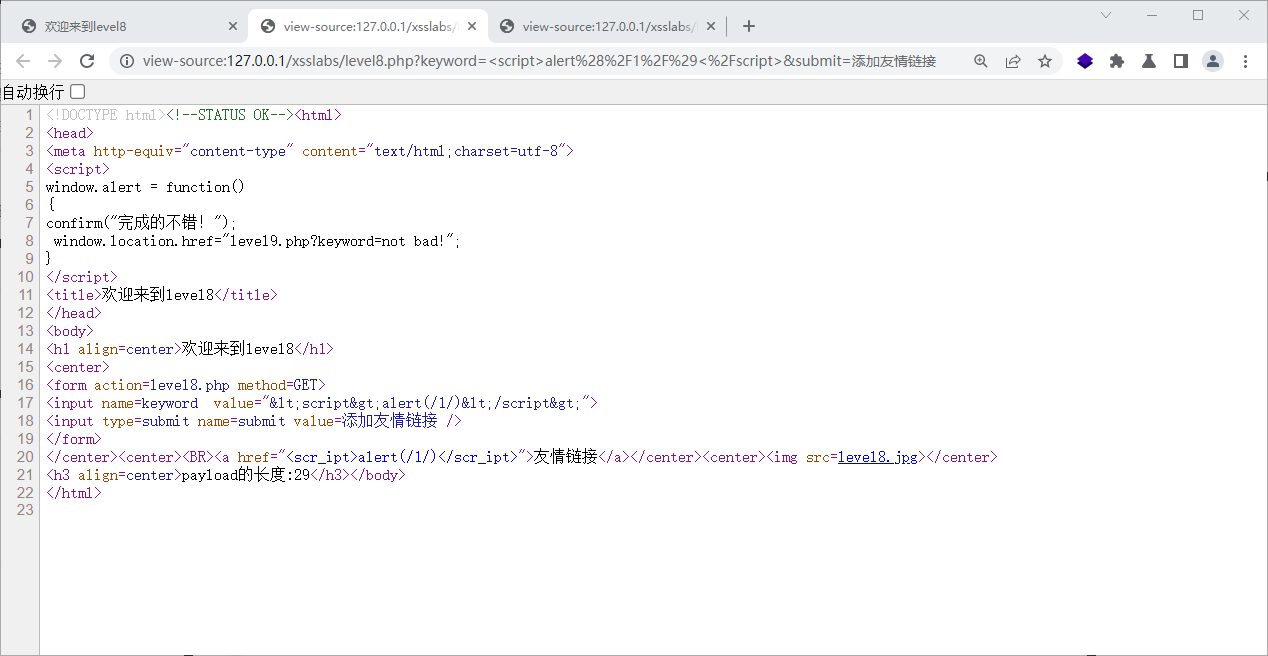 欢迎来到level8
view-source:127.0.0.1/xsslabs/
view-source:127.0.0.1/xsslabs/
view-source:127.0.0.1/xsslabs/level8.php?keyword=<script>alert%28%2F1%2F%29<%2Fscript>&submit=添加友情链接
自动换行
1 <!DOCTYPE html><!--STATUS OK--><html>
2 <head>
3 <meta http-equiv="content-type" content="text/html;charset=utf-8">
4 <script>
5 window.alert = function()
6 {
7 confirm("完成的不错！");
8 window.location.href="level9.php?keyword=not bad!";
9 }
10 </script>
11 <title>欢迎来到level8</title>
12 </head>
13 <body>
14 <h1 align=center>欢迎来到level8</h1>
15 <center>
16 <form action=level8.php method=GET>
17 <input name=keyword  value="&lt;script&gt;alert(/1/)&lt;/script&gt;">
18 <input type=submit name=submit value=添加友情链接 />
19 </form>
20 </center><center><BR><a href="<scr_ipt>alert(/1/)</scr_ipt>">友情链接</a></center><center><img src=level8.jpg></center>
21 <h3 align=center>payload的长度:29</h3></body>
22 </html>
23